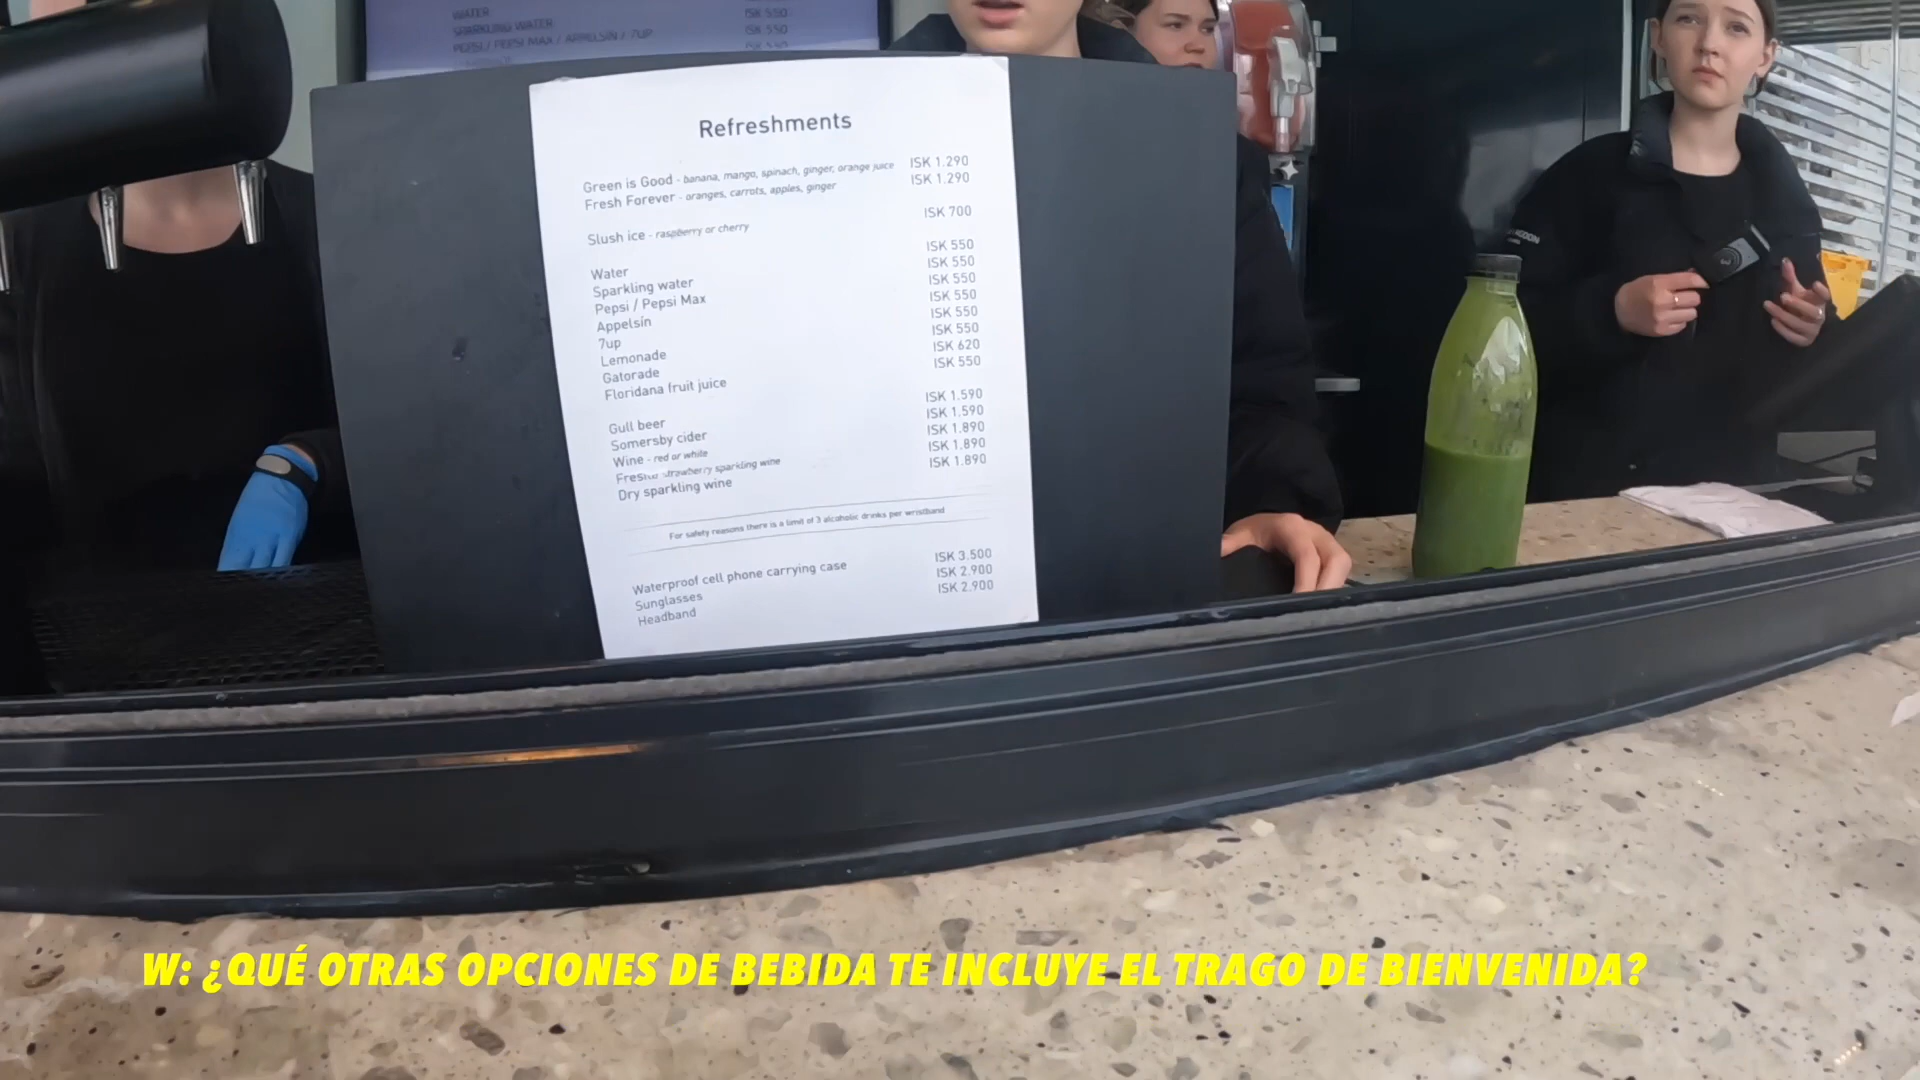 WATER ISK 550
SPARKLING WATER ISK 550
PEPSI / PEPSI MAX / APPELSÍN / 7UP ISK 550
Refreshments
Green is Good - banana, mango, spinach, ginger, orange juice ISK 1.290
Fresh Forever - oranges, carrots, apples, ginger ISK 1.290
Slush ice - raspberry or cherry ISK 700
Water ISK 550
Sparkling water ISK 550
Pepsi / Pepsi Max ISK 550
Appelsín ISK 550
7up ISK 550
Lemonade ISK 550
Gatorade ISK 620
Floridana fruit juice ISK 550
Gull beer ISK 1.590
Somersby cider ISK 1.590
Wine - red or white ISK 1.890
strawberry sparkling wine ISK 1.890
Dry sparkling wine ISK 1.890
For safety reasons there is a limit of 3 alcoholic drinks per wristband
Waterproof cell phone carrying case ISK 3.500
Sunglasses ISK 2.900
Headband ISK 2.900
W: ¿QUÉ OTRAS OPCIONES DE BEBIDA TE INCLUYE EL TRAGO DE BIENVENIDA?